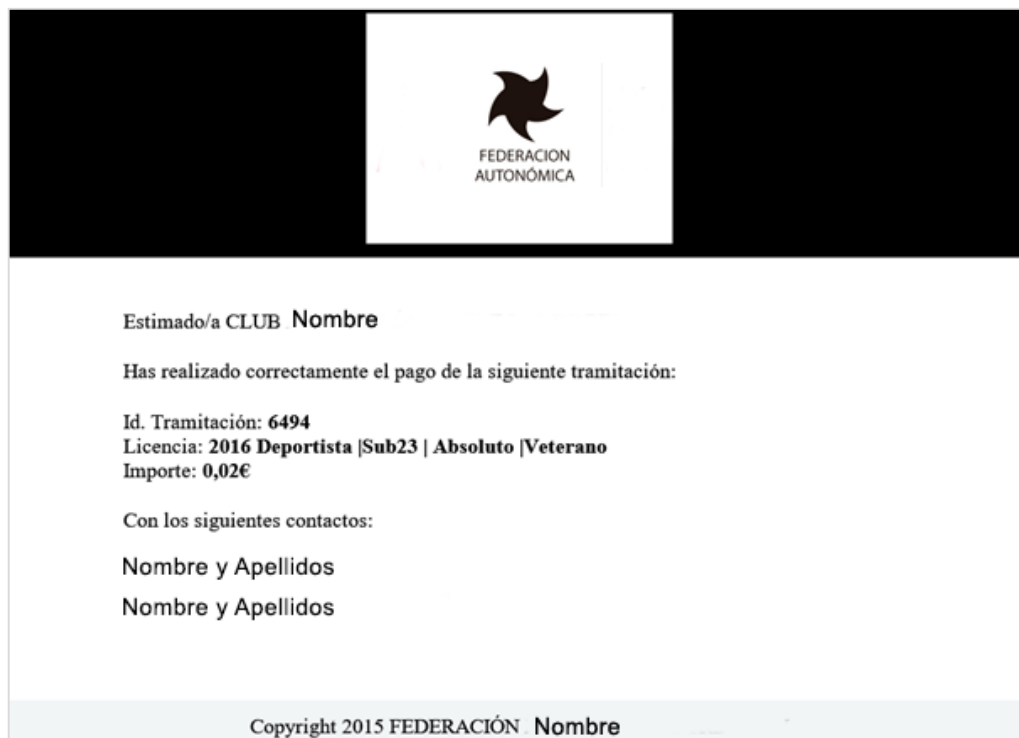 FEDERACION
AUTONÓMICA
Estimado/a CLUB Nombre
Has realizado correctamente el pago de la siguiente tramitación:
Id. Tramitación: 6494
Licencia: 2016 Deportista |Sub23 | Absoluto |Veterano
Importe: 0,02€
Con los siguientes contactos:
Nombre y Apellidos
Nombre y Apellidos
Copyright 2015 FEDERACIÓN Nombre